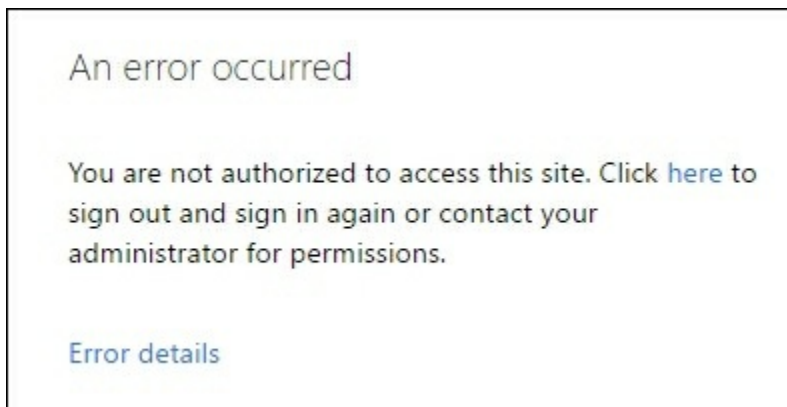 An error occurred
You are not authorized to access this site. Click here to
sign out and sign in again or contact your
administrator for permissions.
Error details